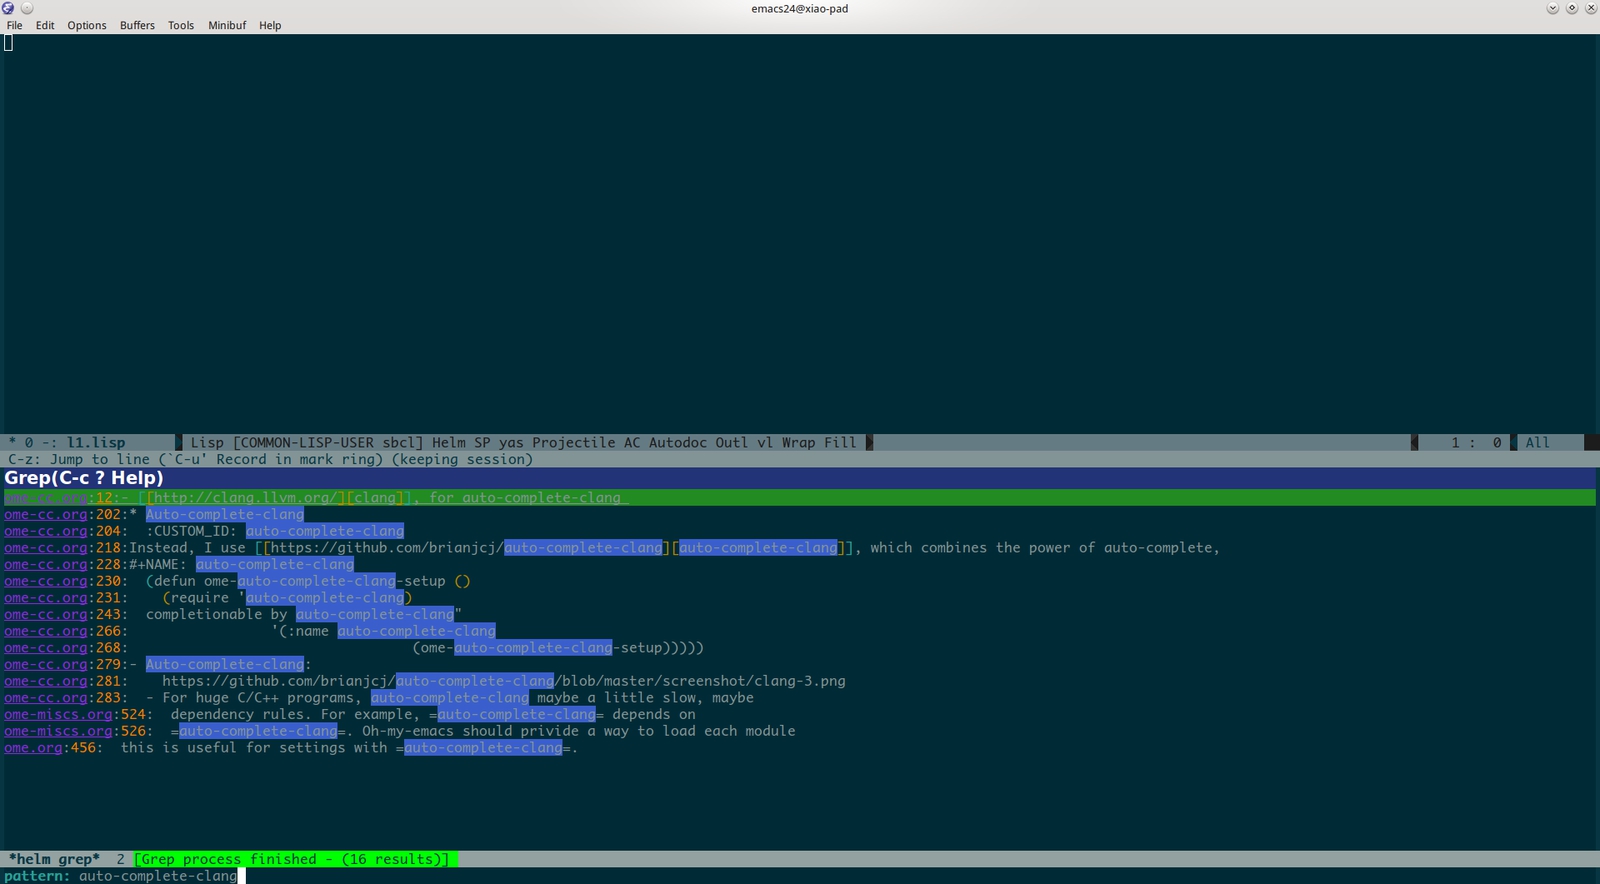 emacs24@xiao-pad
File Edit Options Buffers Tools Minibuf Help
* 0 -: l1.lisp Lisp [COMMON-LISP-USER sbcl] Helm SP yas Projectile AC Autodoc Outl vl Wrap Fill 1 : 0 All
C-z: Jump to line (`C-u' Record in mark ring) (keeping session)
Grep(C-c ? Help)
ome-cc.org:12:- [[http://clang.llvm.org/][clang]], for auto-complete-clang
ome-cc.org:202:* Auto-complete-clang
ome-cc.org:204:  :CUSTOM_ID: auto-complete-clang
ome-cc.org:218:Instead, I use [[https://github.com/brianjcj/auto-complete-clang][auto-complete-clang]], which combines the power of auto-complete,
ome-cc.org:228:#+NAME: auto-complete-clang
ome-cc.org:230:  (defun ome-auto-complete-clang-setup ()
ome-cc.org:231:    (require 'auto-complete-clang)
ome-cc.org:243:  completionable by auto-complete-clang"
ome-cc.org:266:                 '(:name auto-complete-clang
ome-cc.org:268:                                  (ome-auto-complete-clang-setup)))))
ome-cc.org:279:- Auto-complete-clang:
ome-cc.org:281:    https://github.com/brianjcj/auto-complete-clang/blob/master/screenshot/clang-3.png
ome-cc.org:283:  - For huge C/C++ programs, auto-complete-clang maybe a little slow, maybe
ome-miscs.org:524:  dependency rules. For example, =auto-complete-clang= depends on
ome-miscs.org:526:  =auto-complete-clang=. Oh-my-emacs should privide a way to load each module
ome.org:456:  this is useful for settings with =auto-complete-clang=.
*helm grep* 2 [Grep process finished - (16 results)]
pattern: auto-complete-clang